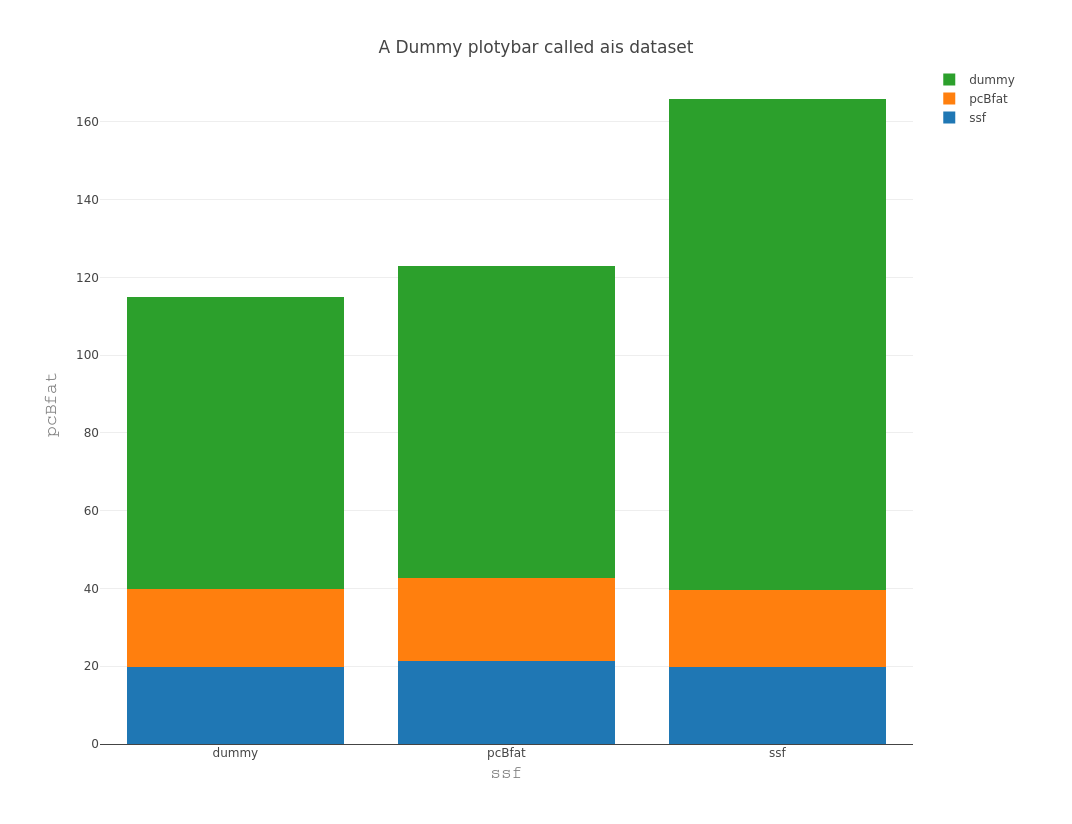 A Dummy plotybar called ais dataset
dummy
pcBfat
ssf
160
140
120
100
80
60
40
20
0
pcBfat
dummy
pcBfat
ssf
ssf